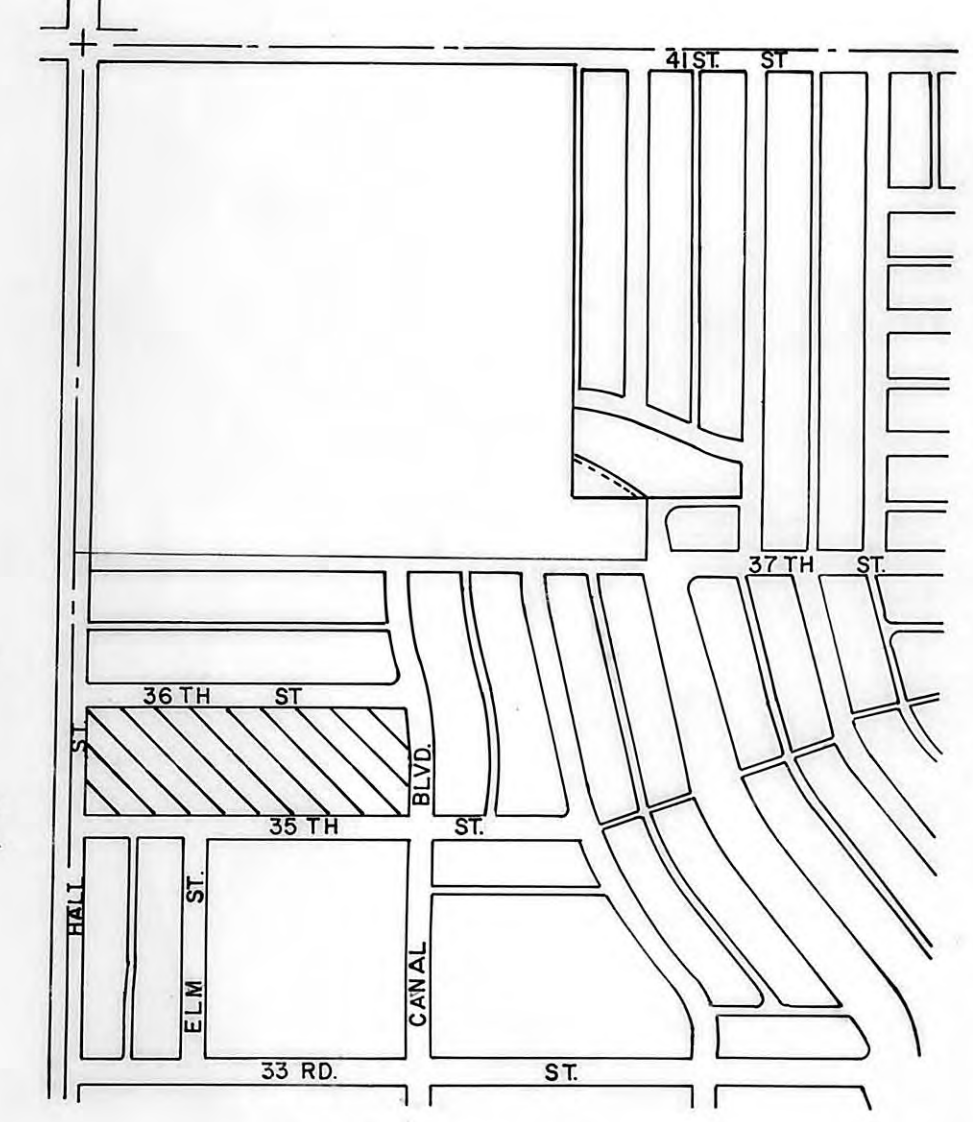 41 ST. ST
37 TH ST.
36 TH ST
HALL ST.
BLVD.
35 TH ST.
ELM ST.
CANAL
33 RD. ST.